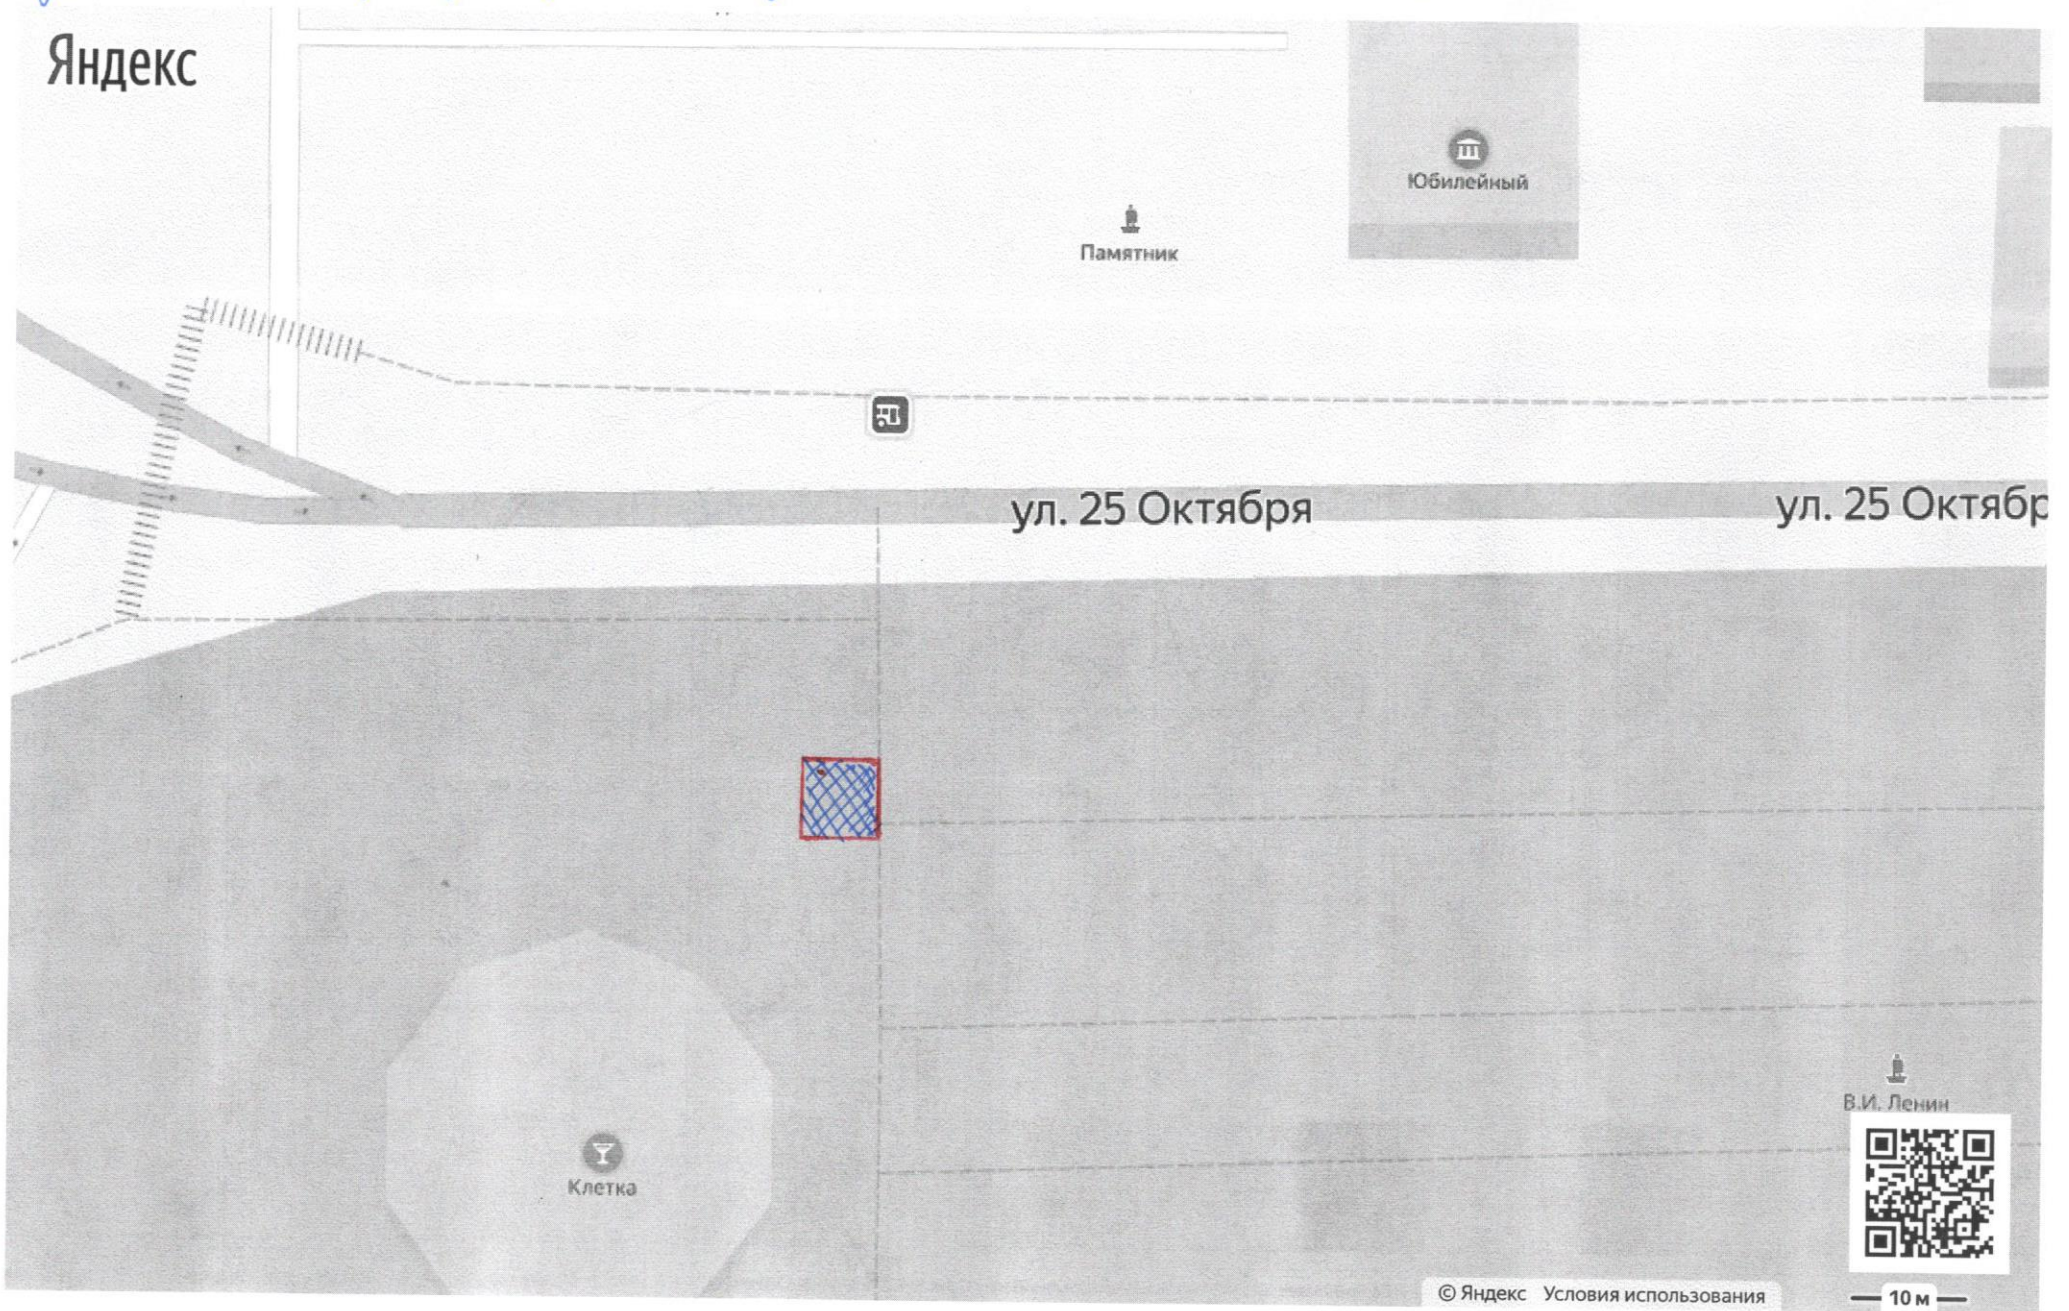 Яндекс
Юбилейный
Памятник
ул. 25 Октября
ул. 25 Октябр
В.И. Ленин
Клетка
© Яндекс Условия использования
10 м